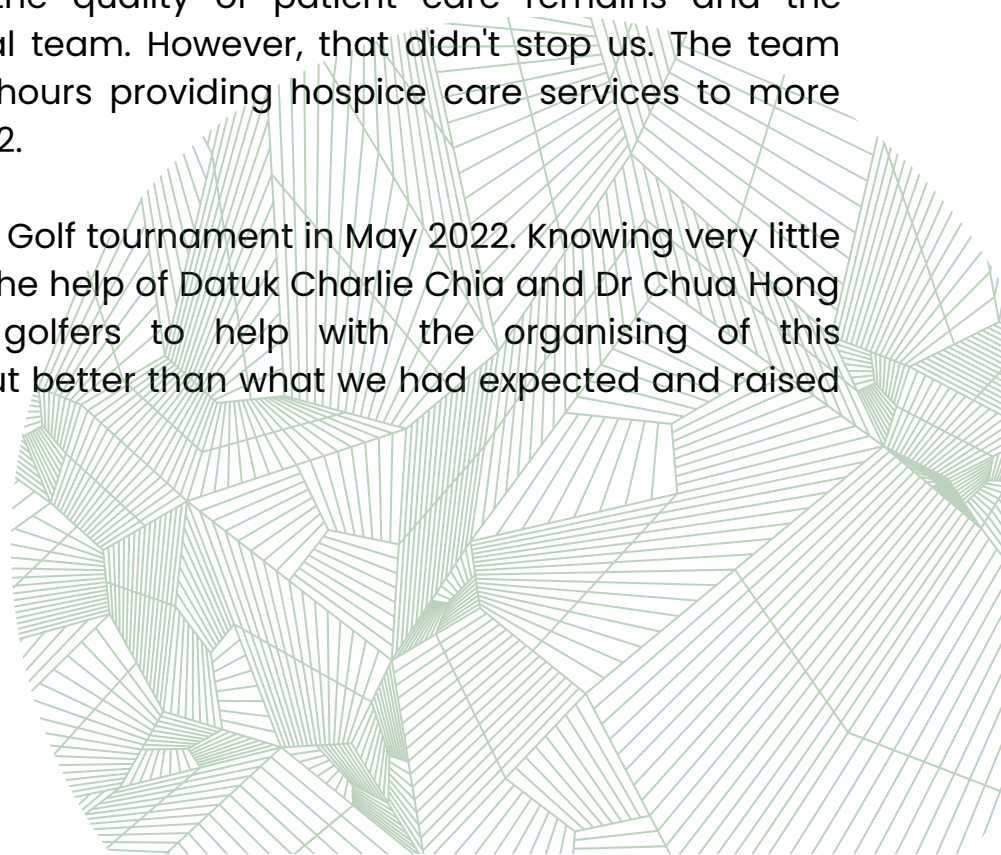 the quality of patient care remains and the
team. However, that didn't stop us. The team
hours providing hospice care services to more
2.
Golf tournament in May 2022. Knowing very little
the help of Datuk Charlie Chia and Dr Chua Hong
golfers to help with the organising of this
better than what we had expected and raised